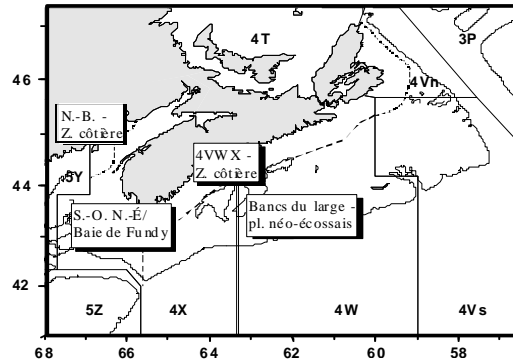 4T
3P
46
4Vn
N.-B. -
Z. côtière
4VWX -
Z. côtière
5Y
44
S.-O. N.-É/
Baie de Fundy
Bancs du large -
pl. néo-écossais
42
5Z
4X
4W
4Vs
68
66
64
62
60
58